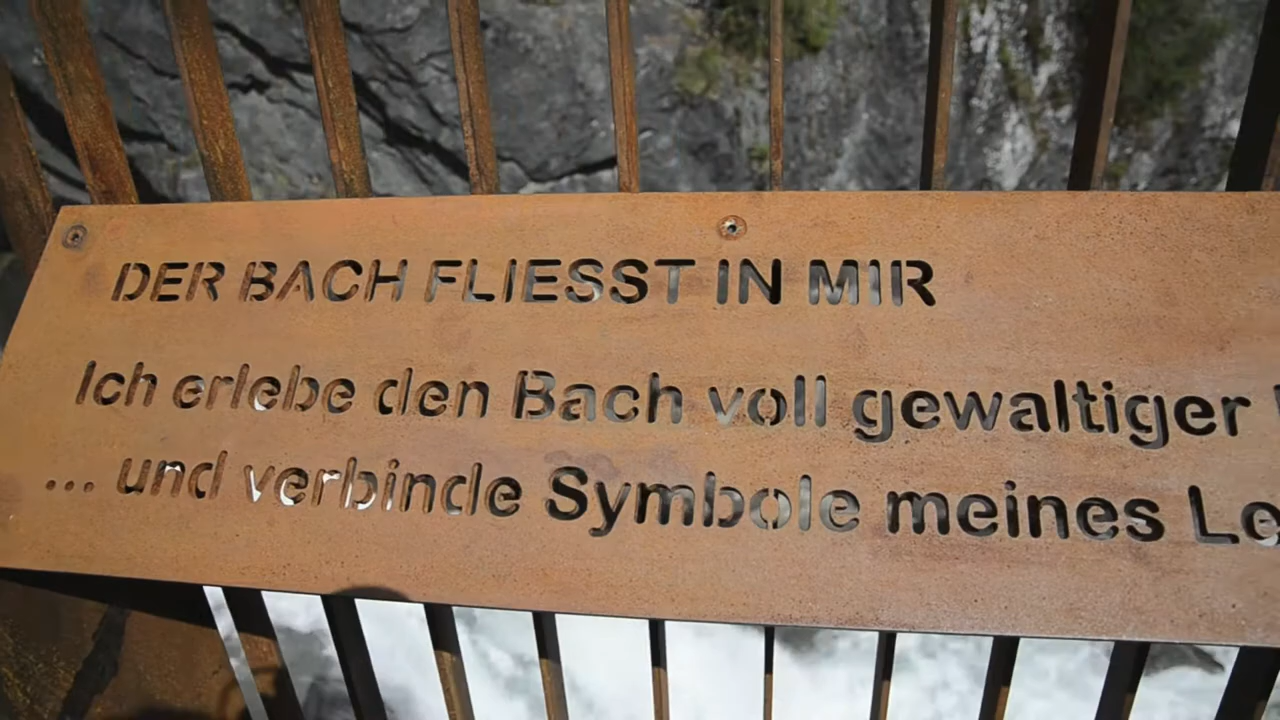 DER BACH FLIESST IN MIR
Ich erlebe den Bach voll gewaltiger
... und verbinde Symbole meines